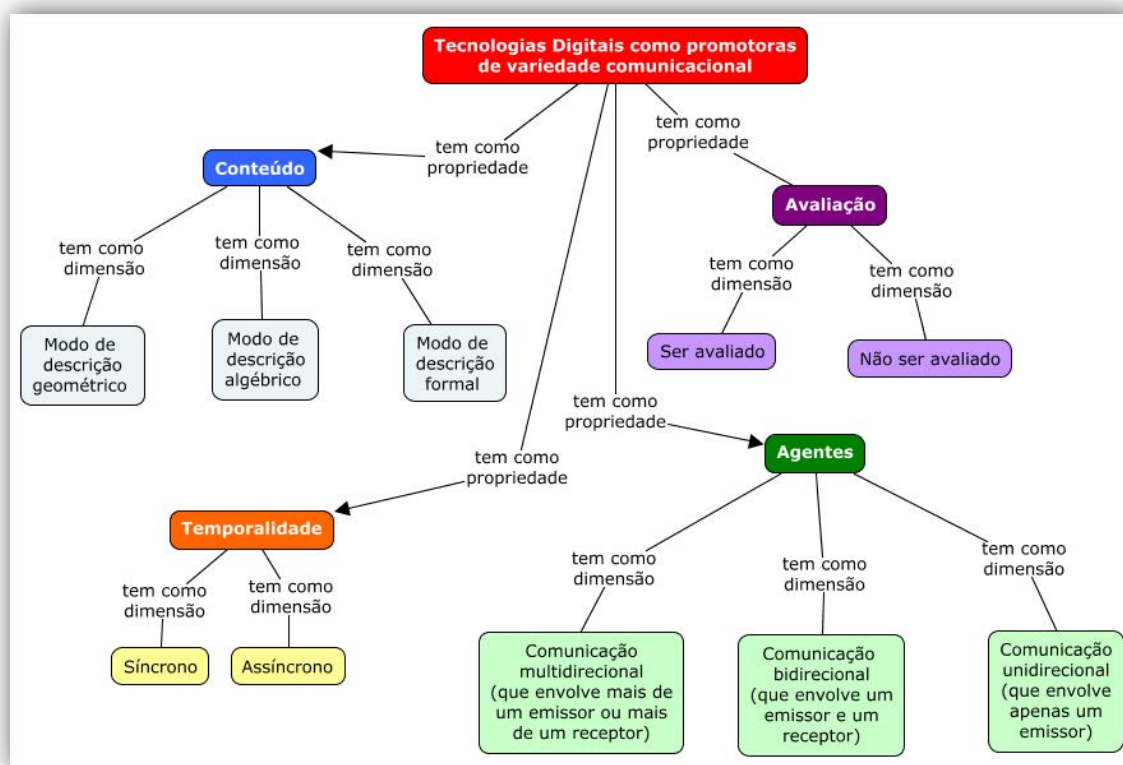 Tecnologias Digitais como promotoras
de variedade comunicacional
tem como
propriedade
Conteúdo
tem como
dimensão
Modo de
descrição
geométrico
tem como
dimensão
Modo de
descrição
algébrico
tem como
dimensão
Modo de
descrição
formal
tem como
propriedade
Avaliação
tem como
dimensão
Ser avaliado
tem como
dimensão
Não ser avaliado
tem como
propriedade
Temporalidade
tem como
dimensão
Síncrono
tem como
dimensão
Assíncrono
tem como
propriedade
Agentes
tem como
dimensão
Comunicação
multidirecional
(que envolve mais de
um emissor ou mais
de um receptor)
tem como
dimensão
Comunicação
bidirecional
(que envolve um
emissor e um
receptor)
tem como
dimensão
Comunicação
unidirecional
(que envolve
apenas um
emissor)